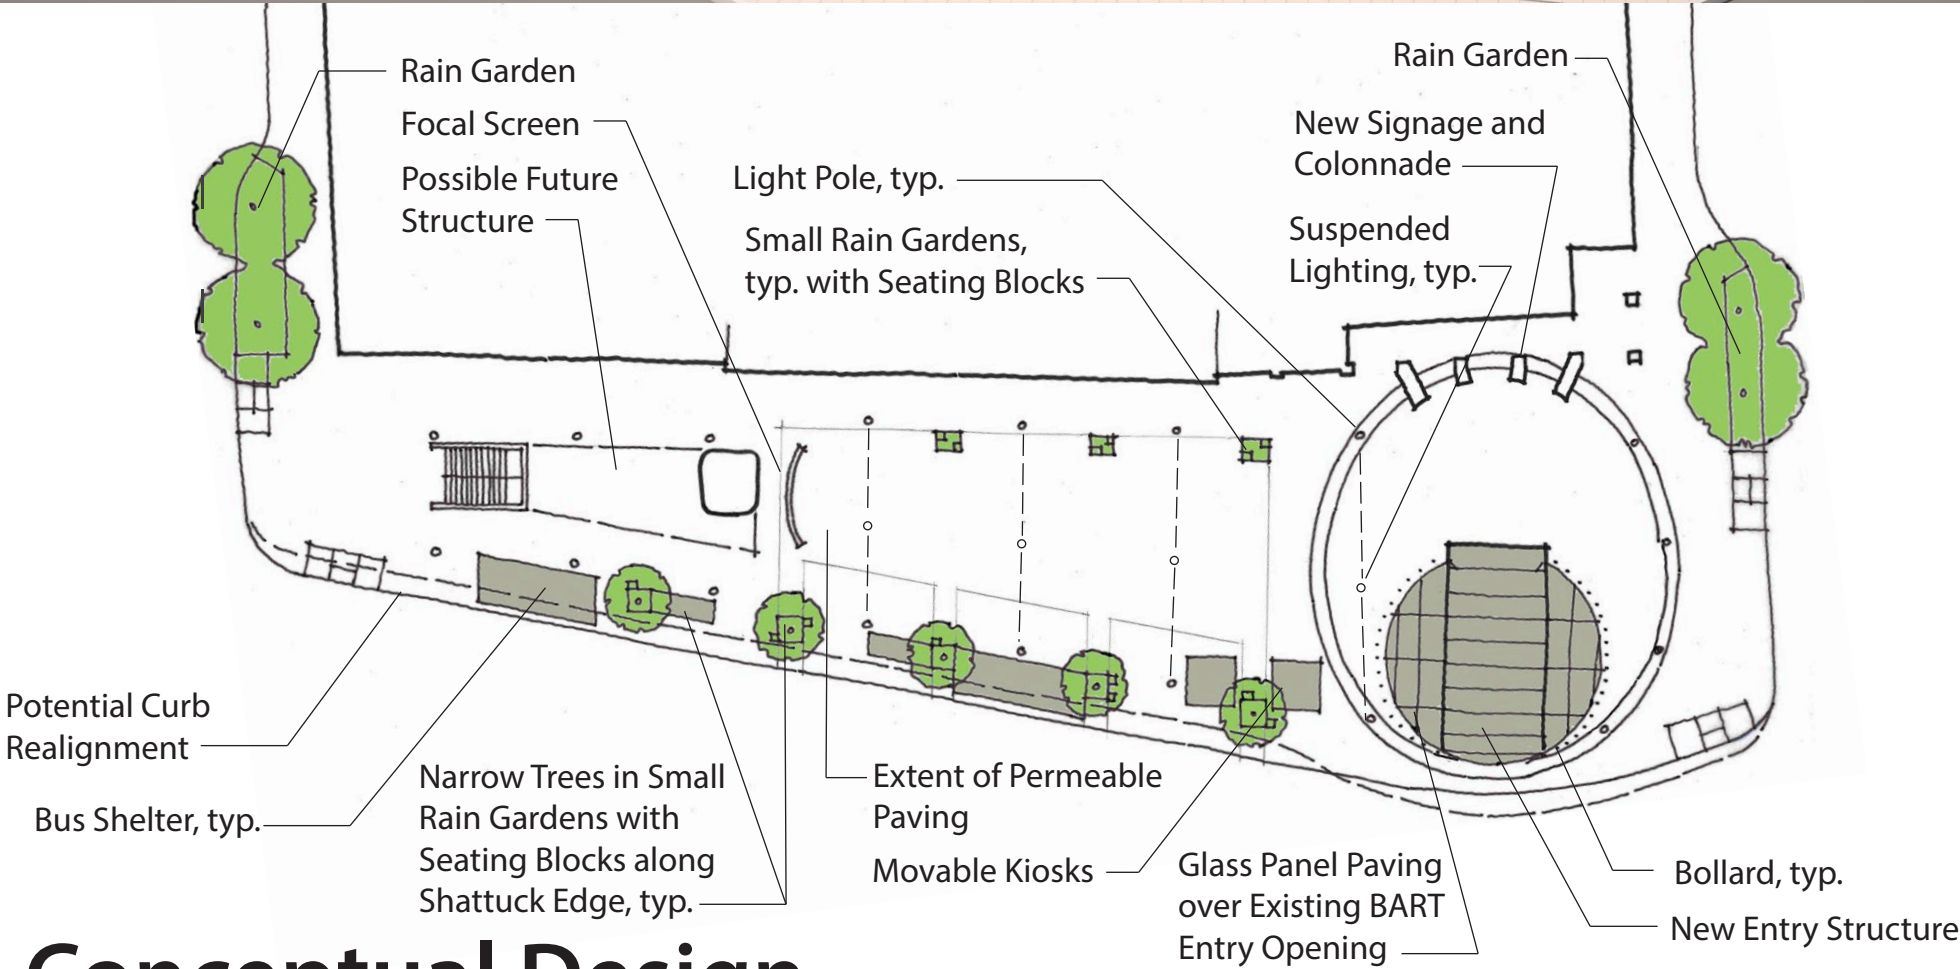 Rain Garden
Focal Screen
Possible Future
Structure
Light Pole, typ.
Small Rain Gardens,
typ. with Seating Blocks
Rain Garden
New Signage and
Colonnade
Suspended
Lighting, typ.
Potential Curb
Realignment
Bus Shelter, typ.
Narrow Trees in Small
Rain Gardens with
Seating Blocks along
Shattuck Edge, typ.
Extent of Permeable
Paving
Movable Kiosks
Glass Panel Paving
over Existing BART
Entry Opening
Bollard, typ.
New Entry Structure
Conceptual Design